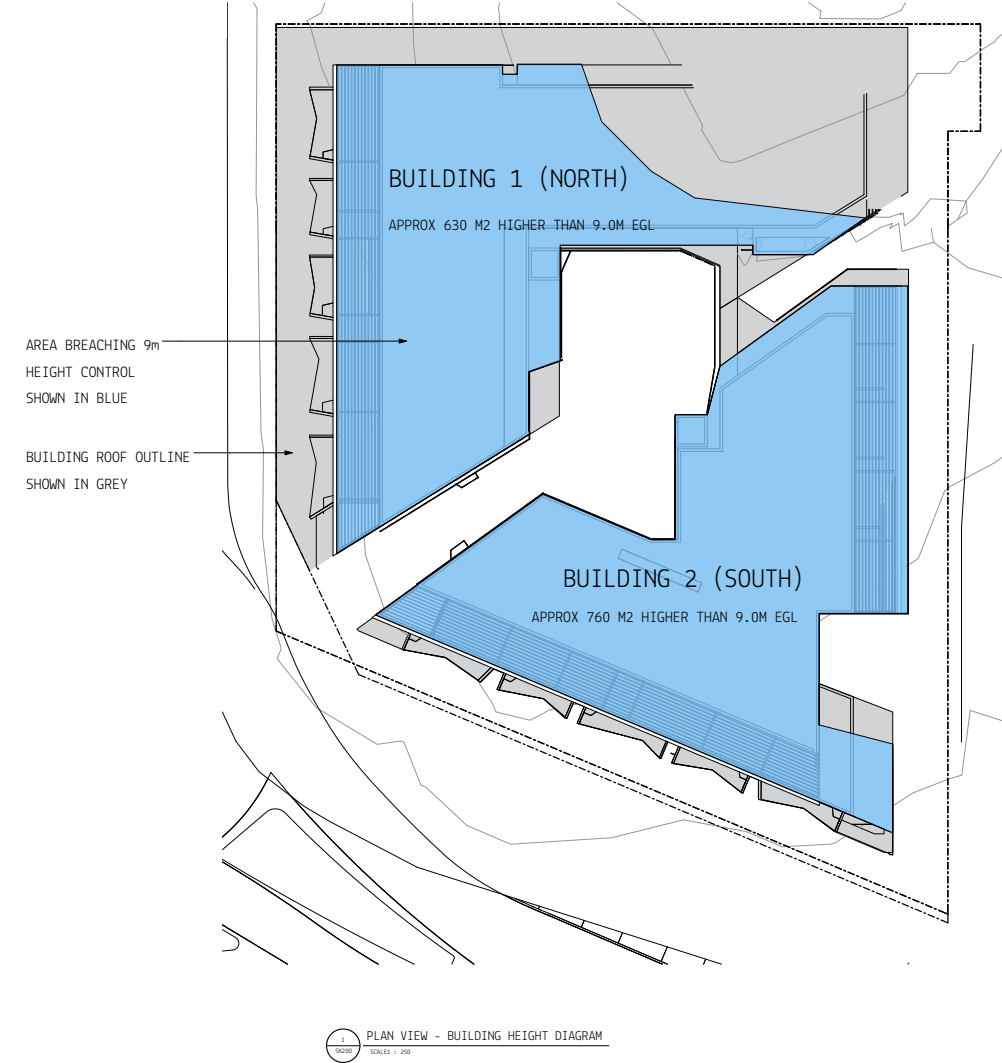 BUILDING 1 (NORTH)
APPROX 630 M2 HIGHER THAN 9.0M EGL
AREA BREACHING 9m
HEIGHT CONTROL
SHOWN IN BLUE
BUILDING ROOF OUTLINE
SHOWN IN GREY
BUILDING 2 (SOUTH)
APPROX 760 M2 HIGHER THAN 9.0M EGL
1
SK200
PLAN VIEW - BUILDING HEIGHT DIAGRAM
SCALE1 : 250